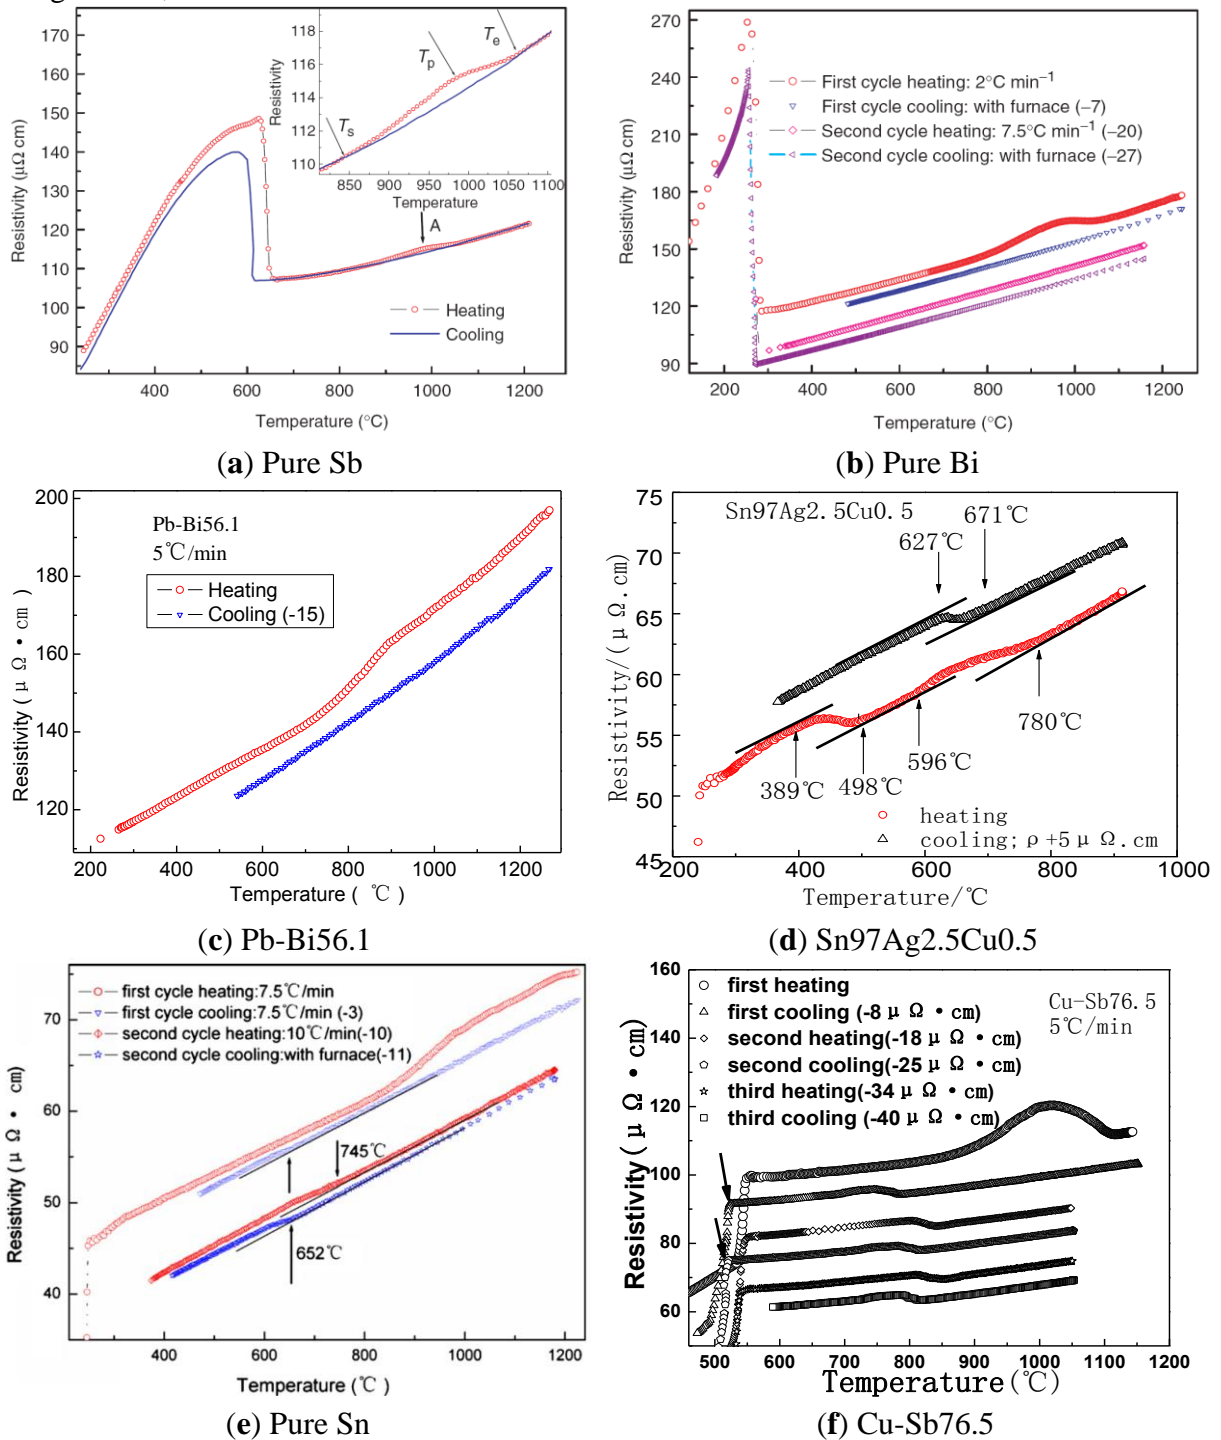 170
160
150
140
130
120
110
100
90
Resistivity (μΩ cm)
400
600
800
1000
1200
Temperature (°C)
118
116
114
112
110
Resistivity
850
900
950
1000
1050
1100
Temperature
Ts
Tp
Te
A
Heating
Cooling
(a) Pure Sb
270
240
210
180
150
120
90
Resistivity (μΩ cm)
200
400
600
800
1000
1200
Temperature (°C)
First cycle heating: 2°C min⁻¹
First cycle cooling: with furnace (–7)
Second cycle heating: 7.5°C min⁻¹ (–20)
Second cycle cooling: with furnace (–27)
(b) Pure Bi
200
180
160
140
120
Resistivity (μ Ω • cm)
200
400
600
800
1000
1200
Temperature ( ℃ )
Pb-Bi56.1
5℃/min
Heating
Cooling (-15)
(c) Pb-Bi56.1
75
70
65
60
55
50
45
Resistivity/(μ Ω.cm)
200
400
600
800
1000
Temperature/℃
Sn97Ag2.5Cu0.5
627℃
671℃
389℃
498℃
596℃
780℃
heating
cooling; ρ+5 μ Ω.cm
(d) Sn97Ag2.5Cu0.5
70
60
50
40
Resistivity (μ Ω • cm)
400
600
800
1000
1200
Temperature (℃)
first cycle heating:7.5℃/min
first cycle cooling:7.5℃/min (-3)
second cycle heating:10℃/min(-10)
second cycle cooling:with furnace(-11)
745℃
652℃
(e) Pure Sn
160
140
120
100
80
60
Resistivity (μ Ω • cm)
500
600
700
800
900
1000
1100
1200
Temperature(℃)
first heating
first cooling (-8 μ Ω • cm)
second heating(-18 μ Ω • cm)
second cooling(-25 μ Ω • cm)
third heating(-34 μ Ω • cm)
third cooling (-40 μ Ω • cm)
Cu-Sb76.5
5℃/min
(f) Cu-Sb76.5